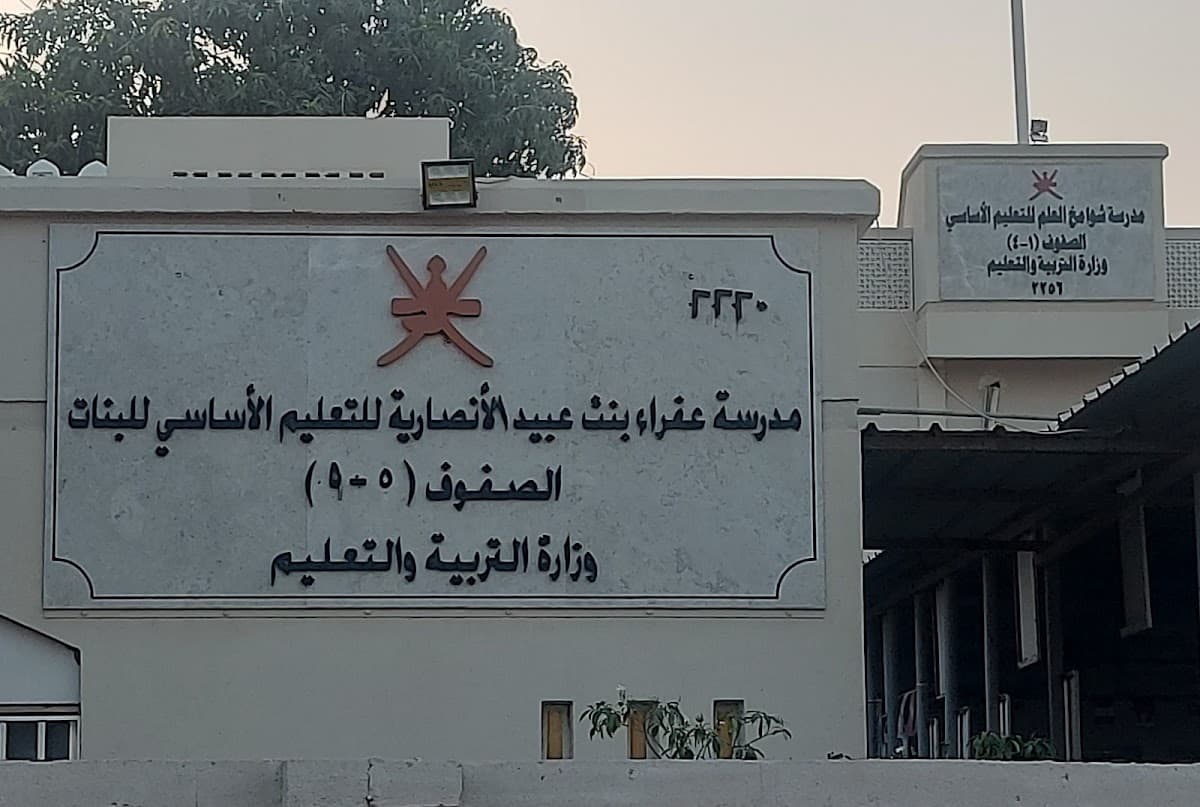 ٢٢٢٠
مدرسة عفراء بنت عبيد الأنصارية للتعليم الأساسي للبنات
الصفوف (٥ - ٩)
وزارة التربية والتعليم
مدرسة شوامخ العلم للتعليم الأساسي
الصفوف (١-٤)
وزارة التربية والتعليم
٢٢٥٦